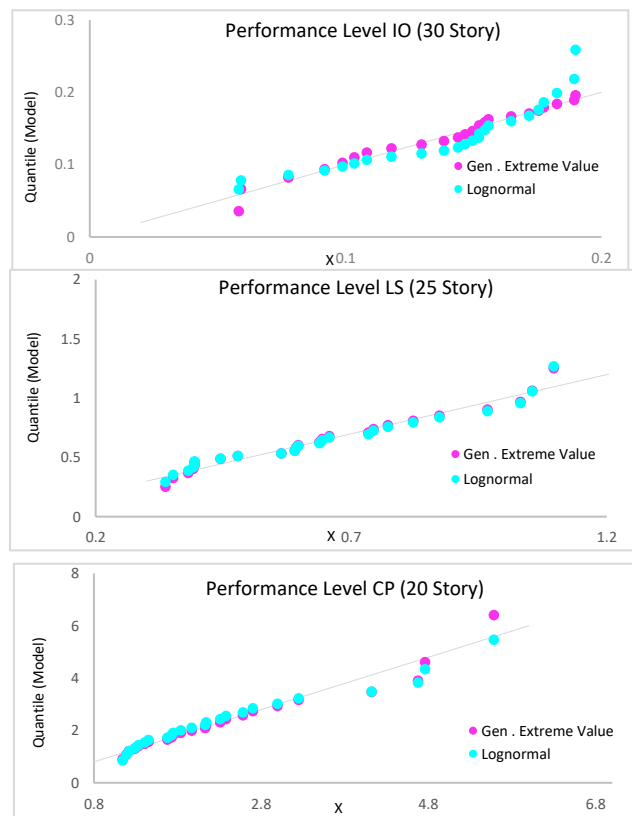 Performance Level IO (30 Story)
0.3
0.2
0.1
0
Quantile (Model)
Gen . Extreme Value
Lognormal
0
0.1
0.2
x
Performance Level LS (25 Story)
2
1.5
1
0.5
0
Quantile (Model)
Gen . Extreme Value
Lognormal
0.2
0.7
1.2
x
Performance Level CP (20 Story)
8
6
4
2
0
Quantile (Model)
Gen . Extreme Value
Lognormal
0.8
2.8
4.8
6.8
x